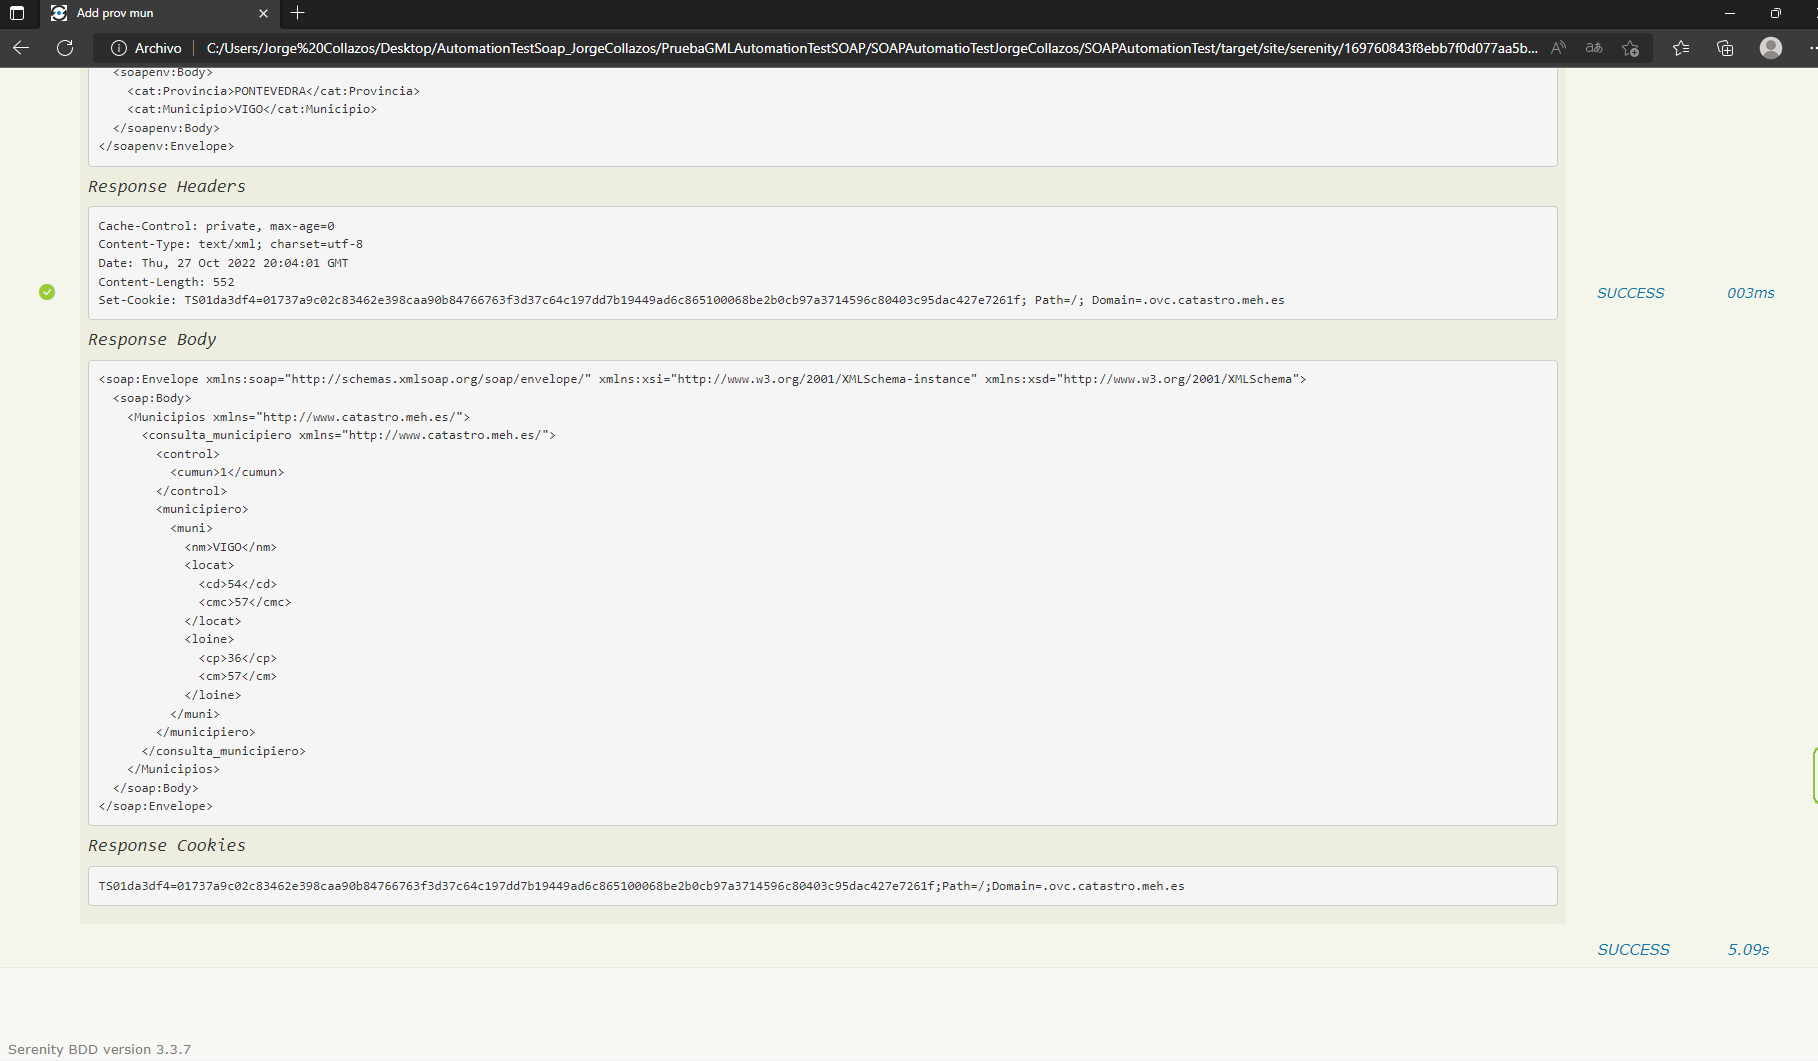 Add prov mun
Archivo
C:/Users/Jorge%20Collazos/Desktop/AutomationTestSoap_JorgeCollazos/PruebaGMLAutomationTestSOAP/SOAPAutomatioTestJorgeCollazos/SOAPAutomationTest/target/site/serenity/169760843f8ebb7f0d077aa5b...
<soapenv:Body>
<cat:Provincia>PONTEVEDRA</cat:Provincia>
<cat:Municipio>VIGO</cat:Municipio>
</soapenv:Body>
</soapenv:Envelope>
Response Headers
Cache-Control: private, max-age=0
Content-Type: text/xml; charset=utf-8
Date: Thu, 27 Oct 2022 20:04:01 GMT
Content-Length: 552
Set-Cookie: TS01da3df4=01737a9c02c83462e398caa90b84766763f3d37c64c197dd7b19449ad6c865100068be2b0cb97a3714596c80403c95dac427e7261f; Path=/; Domain=.ovc.catastro.meh.es
SUCCESS 003ms
Response Body
<soap:Envelope xmlns:soap="http://schemas.xmlsoap.org/soap/envelope/" xmlns:xsi="http://www.w3.org/2001/XMLSchema-instance" xmlns:xsd="http://www.w3.org/2001/XMLSchema">
<soap:Body>
<Municipios xmlns="http://www.catastro.meh.es/">
<consulta_municipiero xmlns="http://www.catastro.meh.es/">
<control>
<cumun>1</cumun>
</control>
<municipiero>
<muni>
<nm>VIGO</nm>
<locat>
<cd>54</cd>
<cmc>57</cmc>
</locat>
<loine>
<cp>36</cp>
<cm>57</cm>
</loine>
</muni>
</municipiero>
</consulta_municipiero>
</Municipios>
</soap:Body>
</soap:Envelope>
Response Cookies
TS01da3df4=01737a9c02c83462e398caa90b84766763f3d37c64c197dd7b19449ad6c865100068be2b0cb97a3714596c80403c95dac427e7261f;Path=/;Domain=.ovc.catastro.meh.es
SUCCESS 5.09s
Serenity BDD version 3.3.7